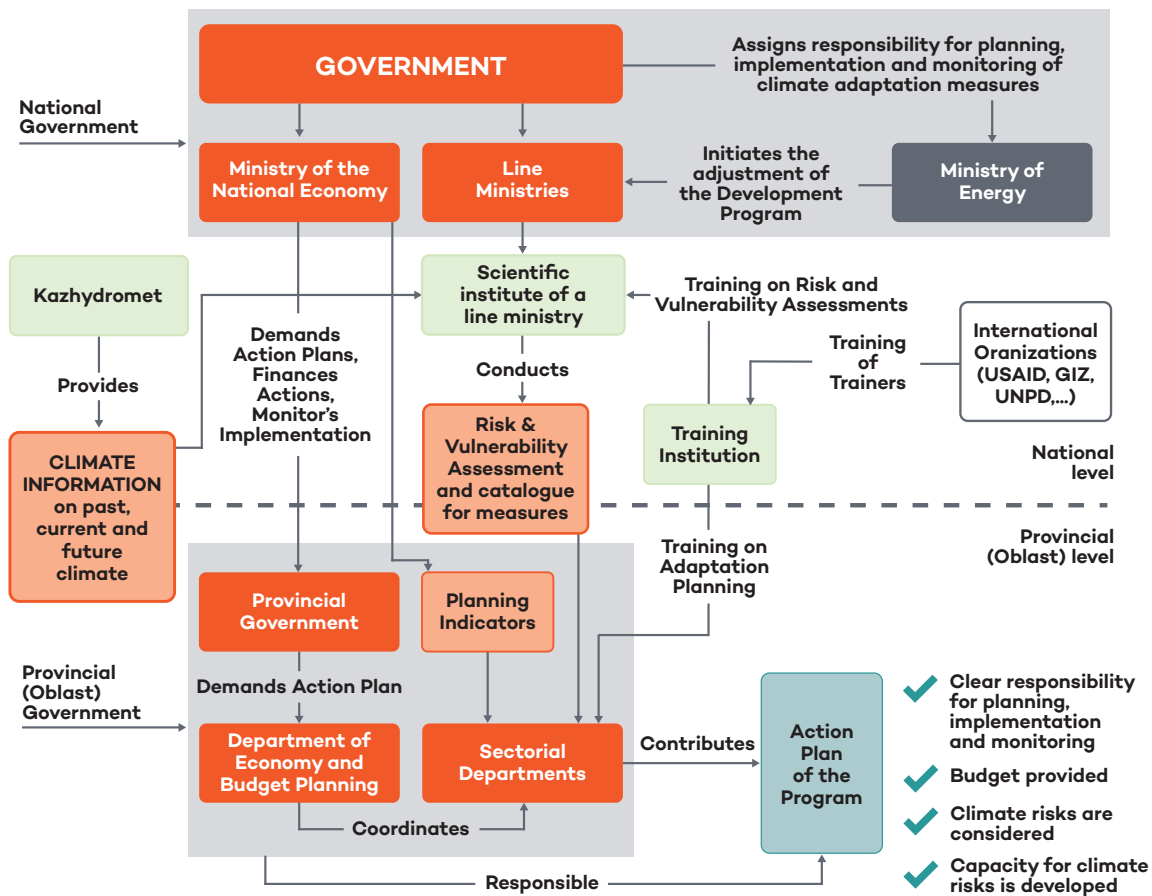 GOVERNMENT
Assigns responsibility for planning,
implementation and monitoring of
climate adaptation measures
National
Government
Ministry of the
National Economy
Line
Ministries
Initiates the
adjustment of
the Development
Program
Ministry of
Energy
Kazhydromet
Scientific
institute of a
line ministry
Training on Risk and
Vulnerability Assessments
International
Oranizations
(USAID, GIZ,
UNPD,...)
Training
of
Trainers
Provides
Demands
Action Plans,
Finances
Actions,
Monitor’s
Implementation
Conducts
CLIMATE
INFORMATION
on past,
current and
future
climate
Risk &
Vulnerability
Assessment
and catalogue
for measures
Training
Institution
National
level
Provincial
(Oblast) level
Training on
Adaptation
Planning
Provincial
Government
Planning
Indicators
Provincial
(Oblast)
Government
Demands Action Plan
Department of
Economy and
Budget Planning
Sectorial
Departments
Contributes
Action
Plan
of the
Program
Coordinates
Responsible
Clear responsibility
for planning,
implementation
and monitoring
Budget provided
Climate risks are
considered
Capacity for climate
risks is developed